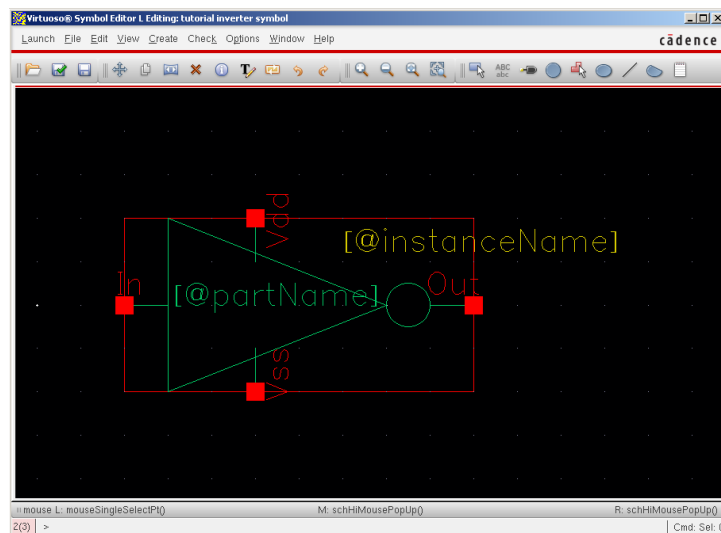 Virtuoso® Symbol Editor L Editing: tutorial inverter symbol
Launch File Edit View Create Check Options Window Help
cādence
T
ABC
abc
Vdd
[@instanceName]
In
[@partName]
Out
Vss
mouse L: mouseSingleSelectPt()
M: schHiMousePopUp()
R: schHiMousePopUp()
2(3) >
Cmd: Sel: 0